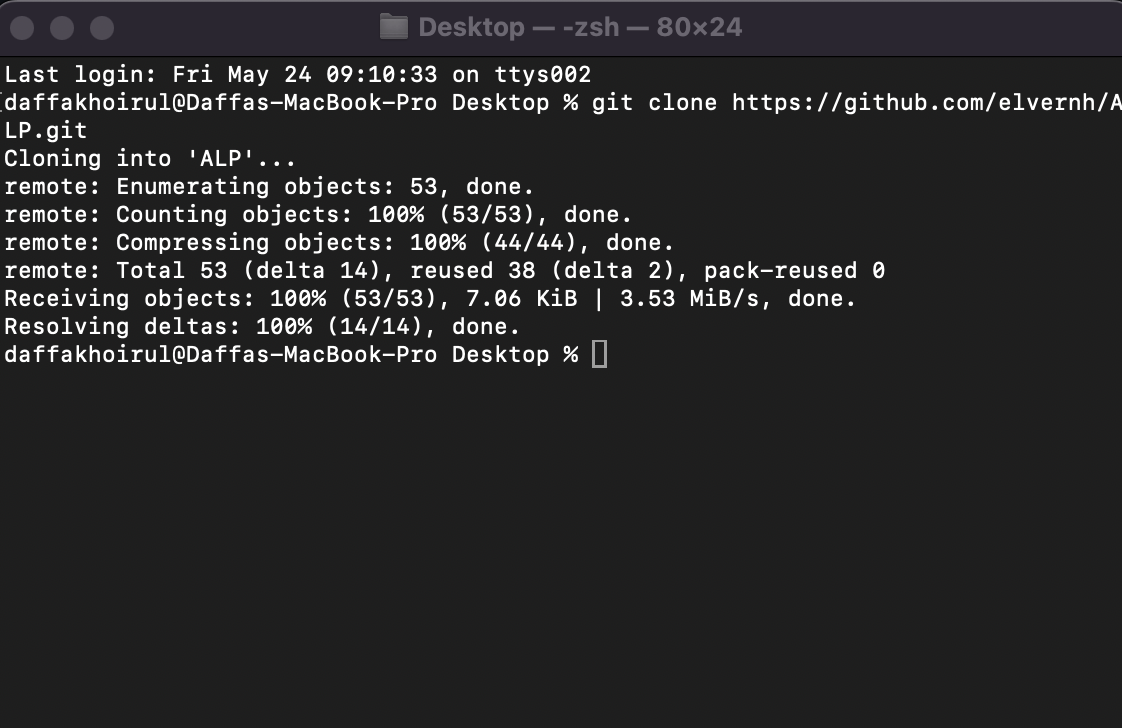 Desktop — -zsh — 80×24
Last login: Fri May 24 09:10:33 on ttys002
[daffakhoirul@Daffas-MacBook-Pro Desktop % git clone https://github.com/elvernh/A
LP.git
Cloning into 'ALP'...
remote: Enumerating objects: 53, done.
remote: Counting objects: 100% (53/53), done.
remote: Compressing objects: 100% (44/44), done.
remote: Total 53 (delta 14), reused 38 (delta 2), pack-reused 0
Receiving objects: 100% (53/53), 7.06 KiB | 3.53 MiB/s, done.
Resolving deltas: 100% (14/14), done.
daffakhoirul@Daffas-MacBook-Pro Desktop %